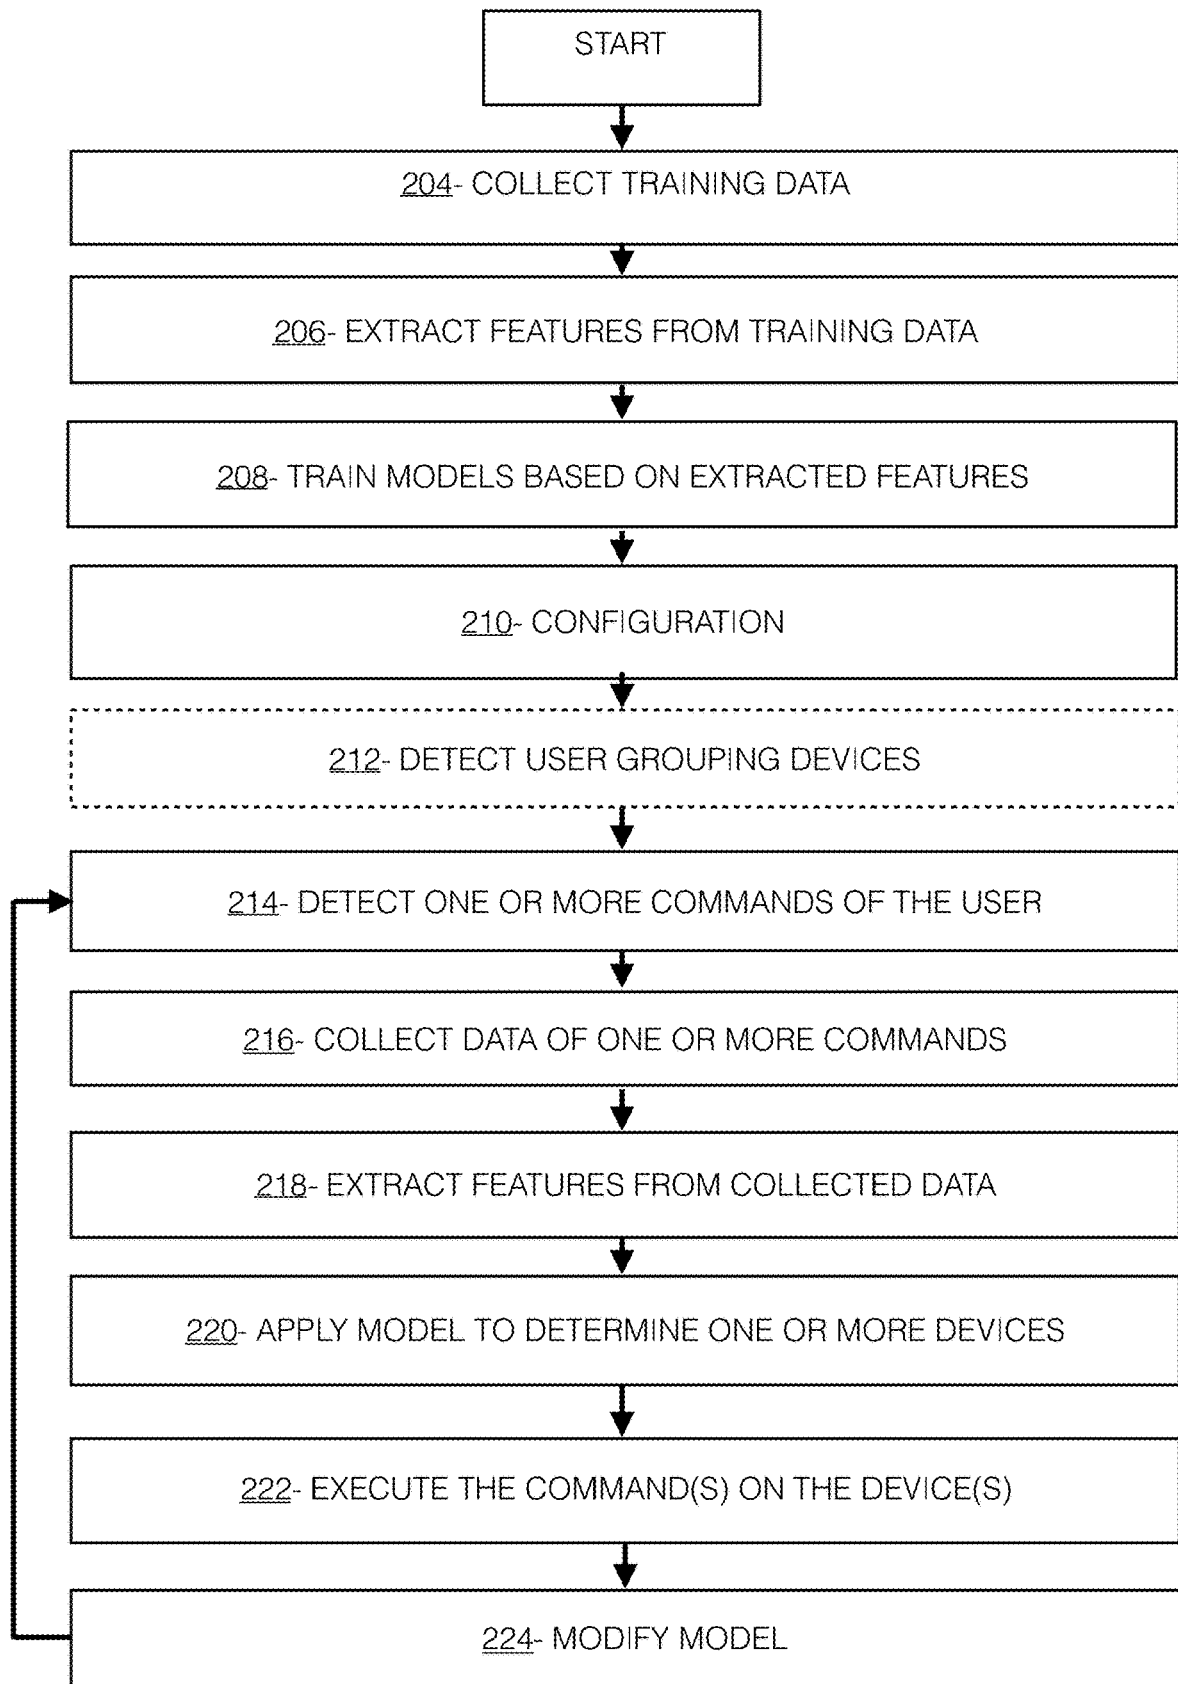 START
204- COLLECT TRAINING DATA
206- EXTRACT FEATURES FROM TRAINING DATA
208- TRAIN MODELS BASED ON EXTRACTED FEATURES
210- CONFIGURATION
212- DETECT USER GROUPING DEVICES
214- DETECT ONE OR MORE COMMANDS OF THE USER
216- COLLECT DATA OF ONE OR MORE COMMANDS
218- EXTRACT FEATURES FROM COLLECTED DATA
220- APPLY MODEL TO DETERMINE ONE OR MORE DEVICES
222- EXECUTE THE COMMAND(S) ON THE DEVICE(S)
224- MODIFY MODEL